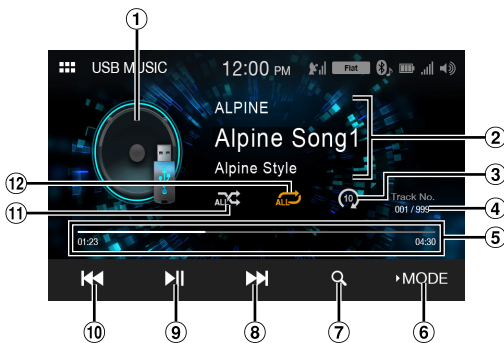 1
USB MUSIC 12:00 PM Flat
ALPINE
Alpine Song1
Alpine Style
2
3
12
ALL ALL 10
Track No.
001 / 999
4
11
01:23 04:30
5
MODE
10 9 8 7 6